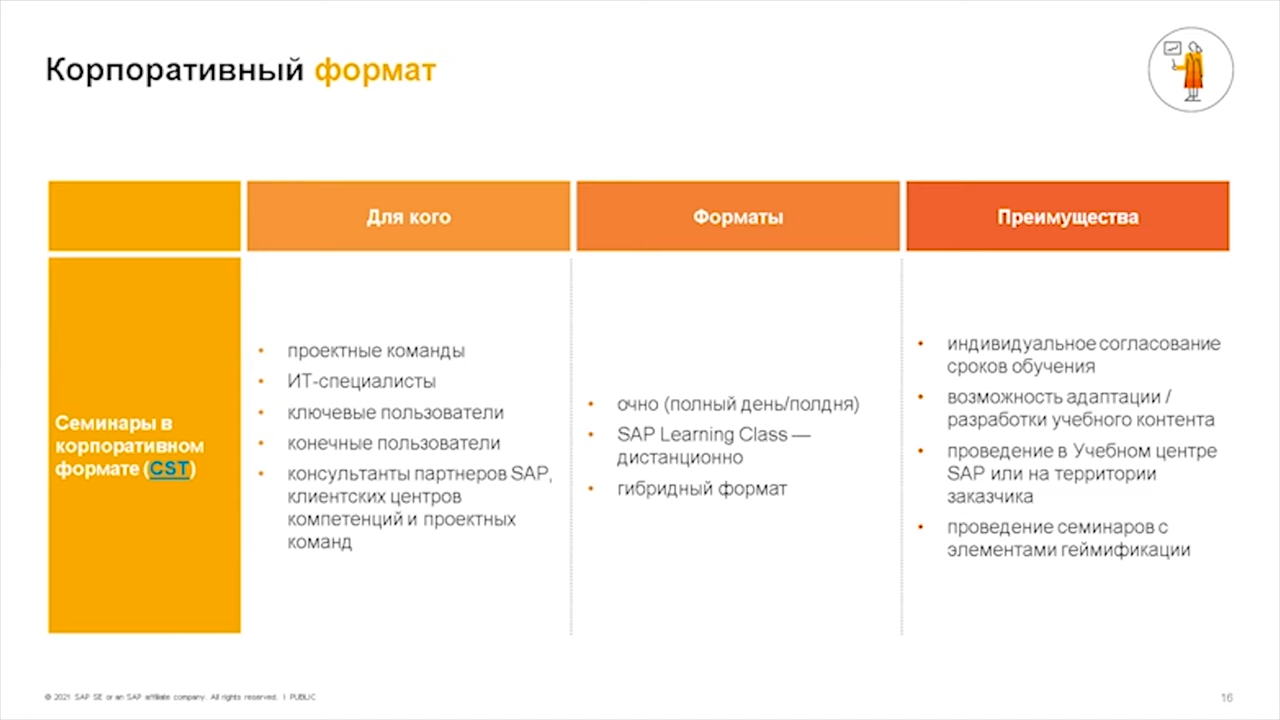 Корпоративный формат
Для кого
Форматы
Преимущества
Семинары в
корпоративном
формате (CST)
• проектные команды
• ИТ-специалисты
• ключевые пользователи
• конечные пользователи
• консультанты партнеров SAP,
клиентских центров
компетенций и проектных
команд
• очно (полный день/полдня)
• SAP Learning Class —
дистанционно
• гибридный формат
• индивидуальное согласование
сроков обучения
• возможность адаптации /
разработки учебного контента
• проведение в Учебном центре
SAP или на территории
заказчика
• проведение семинаров с
элементами геймификации
© 2021 SAP SE or an SAP affiliate company. All rights reserved. | PUBLIC
16